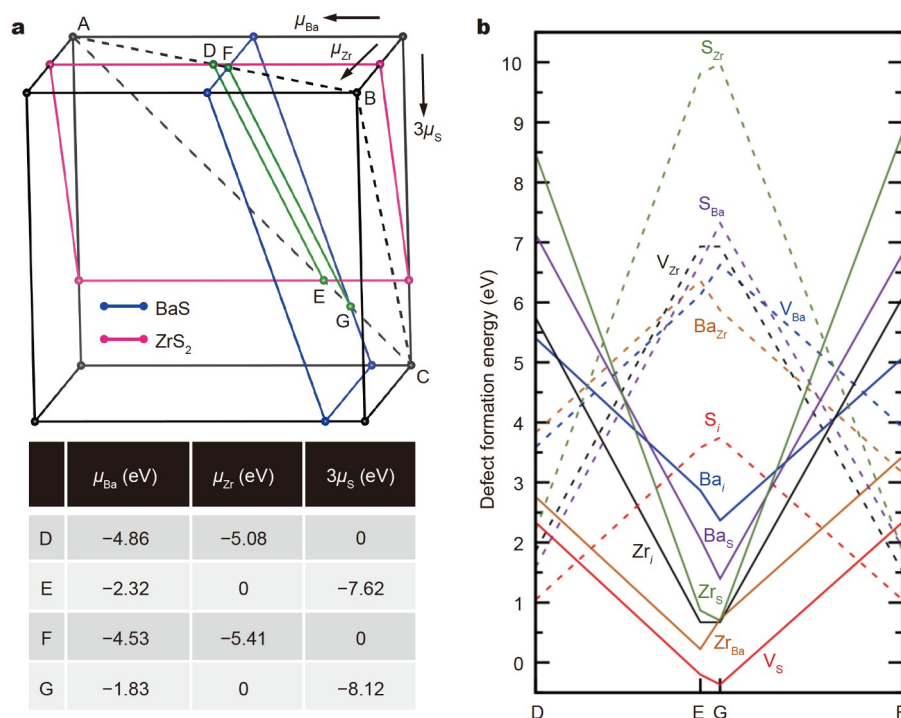 a
A
μBa
D
F
μZr
B
3μS
E
G
C
BaS
ZrS2
μBa (eV) μZr (eV) 3μS (eV)
D −4.86 −5.08 0
E −2.32 0 −7.62
F −4.53 −5.41 0
G −1.83 0 −8.12
b
Defect formation energy (eV)
10
9
8
7
6
5
4
3
2
1
0
SZr
SBa
VZr
VBa
BaZr
Si
Bai
BaS
Zri
ZrS
ZrBa
VS
D E G